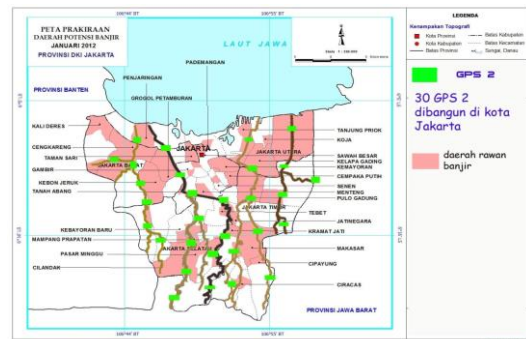 PETA PRAKIRAAN
DAERAH POTENSI BANJIR
JANUARI 2012
PROVINSI DKI JAKARTA
LAUT JAWA
PADEMANGAN
PENJARINGAN
GROGOL PETAMBURAN
PROVINSI BANTEN
KALI DERES
CENGKARENG
TAMAN SARI
GAMBIR
KEBON JERUK
TANAH ABANG
KEBAYORAN BARU
MAMPANG PRAPATAN
PASAR MINGGU
CILANDAK
JAKARTA
JAKARTA BARAT
JAKARTA UTARA
JAKARTA TIMUR
JAKARTA SELATAN
TANJUNG PRIOK
KOJA
SAWAH BESAR
KELAPA GADING
KEMAYORAN
CEMPAKA PUTIH
SENEN
MENTENG
PULO GADUNG
TEBET
JATINEGARA
KRAMAT JATI
MAKASAR
CIPAYUNG
CIRACAS
PROVINSI JAWA BARAT
LEGENDA
Kenampakan Topografi
Kota Provinsi
Kota Kabupaten
Batas Provinsi
Batas Kabupaten
Batas Kecamatan
Sungai, Danau
GPS 2
30 GPS 2
dibangun di kota
Jakarta
daerah rawan
banjir